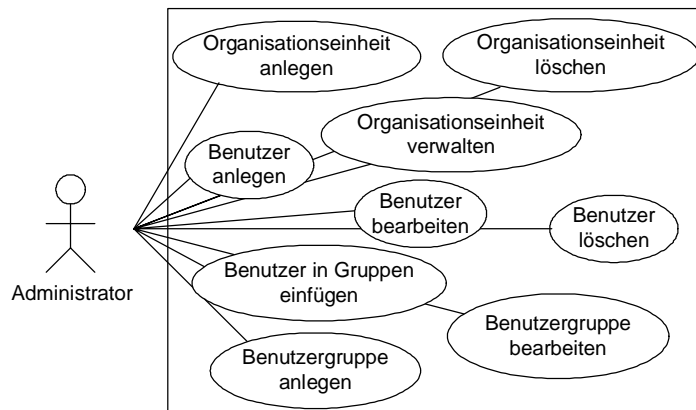 Organisationseinheit
anlegen
Organisationseinheit
löschen
Organisationseinheit
verwalten
Benutzer
anlegen
Benutzer
bearbeiten
Benutzer
löschen
Administrator
Benutzer in Gruppen
einfügen
Benutzergruppe
bearbeiten
Benutzergruppe
anlegen